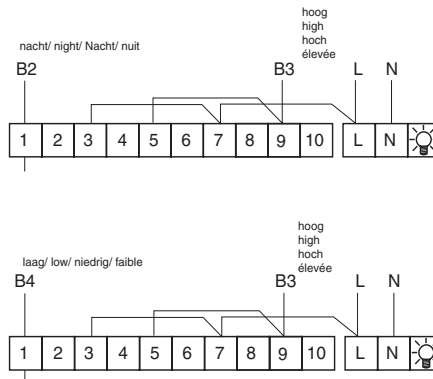 hoog
high
hoch
élevée
nacht/ night/ Nacht/ nuit
B2 B3 L N
1 2 3 4 5 6 7 8 9 10 L N
hoog
high
hoch
élevée
laag/ low/ niedrig/ faible
B4 B3 L N
1 2 3 4 5 6 7 8 9 10 L N